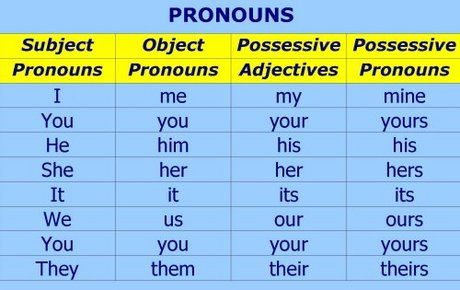 PRONOUNS
Subject Object Possessive Possessive
Pronouns Pronouns Adjectives Pronouns
I me my mine
You you your yours
He him his his
She her her hers
It it its its
We us our ours
You you your yours
They them their theirs